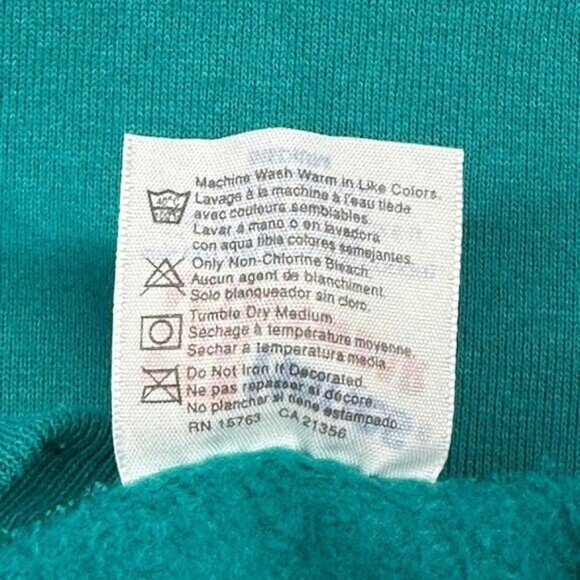 Machine Wash Warm in Like Colors.
Lavage à la machine à l'eau tiède
avec couleurs semblables.
Lavar a mano o en lavadora
con aqua tibia colores semejantes.
Only Non-Chlorine Bleach.
Aucun agent de blanchiment.
Solo blanqueador sin cloro.
Tumble Dry Medium.
Séchage à température moyenne.
Sechar a temperatura media.
Do Not Iron If Decorated.
Ne pas repasser si décoré.
No planchar si tiene estampado.
RN 15763 CA 21356